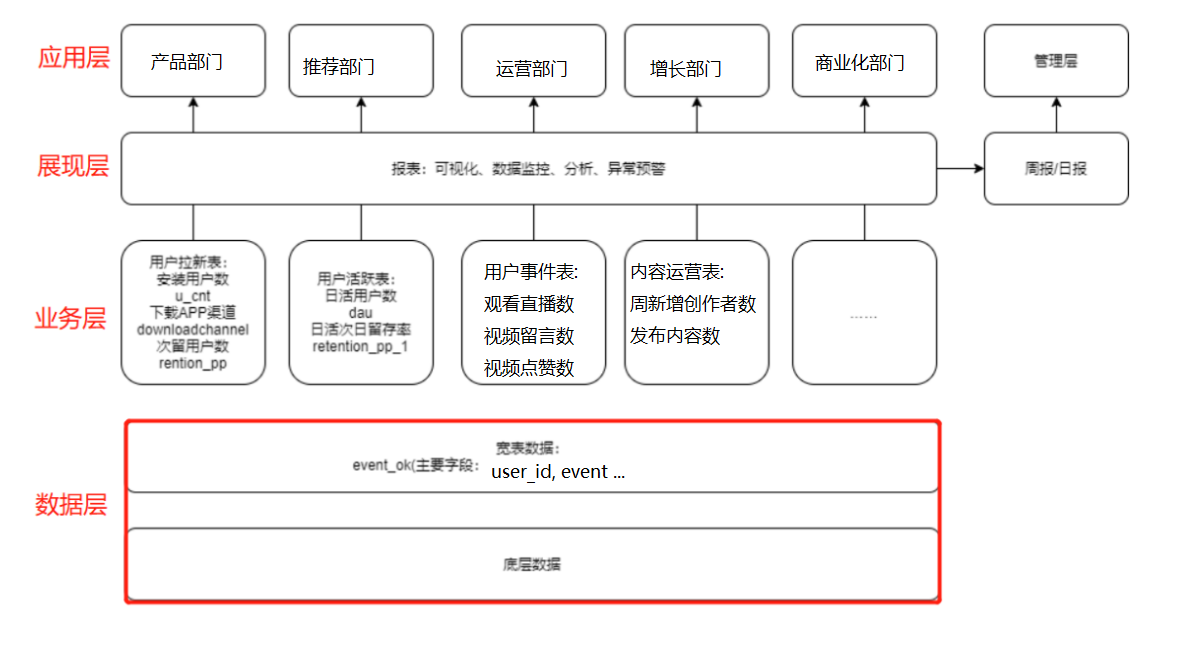 应用层
产品部门
推荐部门
运营部门
增长部门
商业化部门
管理层
展现层
报表：可视化、数据监控、分析、异常预警
周报/日报
业务层
用户拉新表：
安装用户数
u_cnt
下载APP渠道
downloadchannel
次留用户数
rention_pp
用户活跃表：
日活用户数
dau
日活次日留存率
retention_pp_1
用户事件表:
观看直播数
视频留言数
视频点赞数
内容运营表:
周新增创作者数
发布内容数
......
数据层
宽表数据：
event_ok(主要字段： user_id, event ...
底层数据